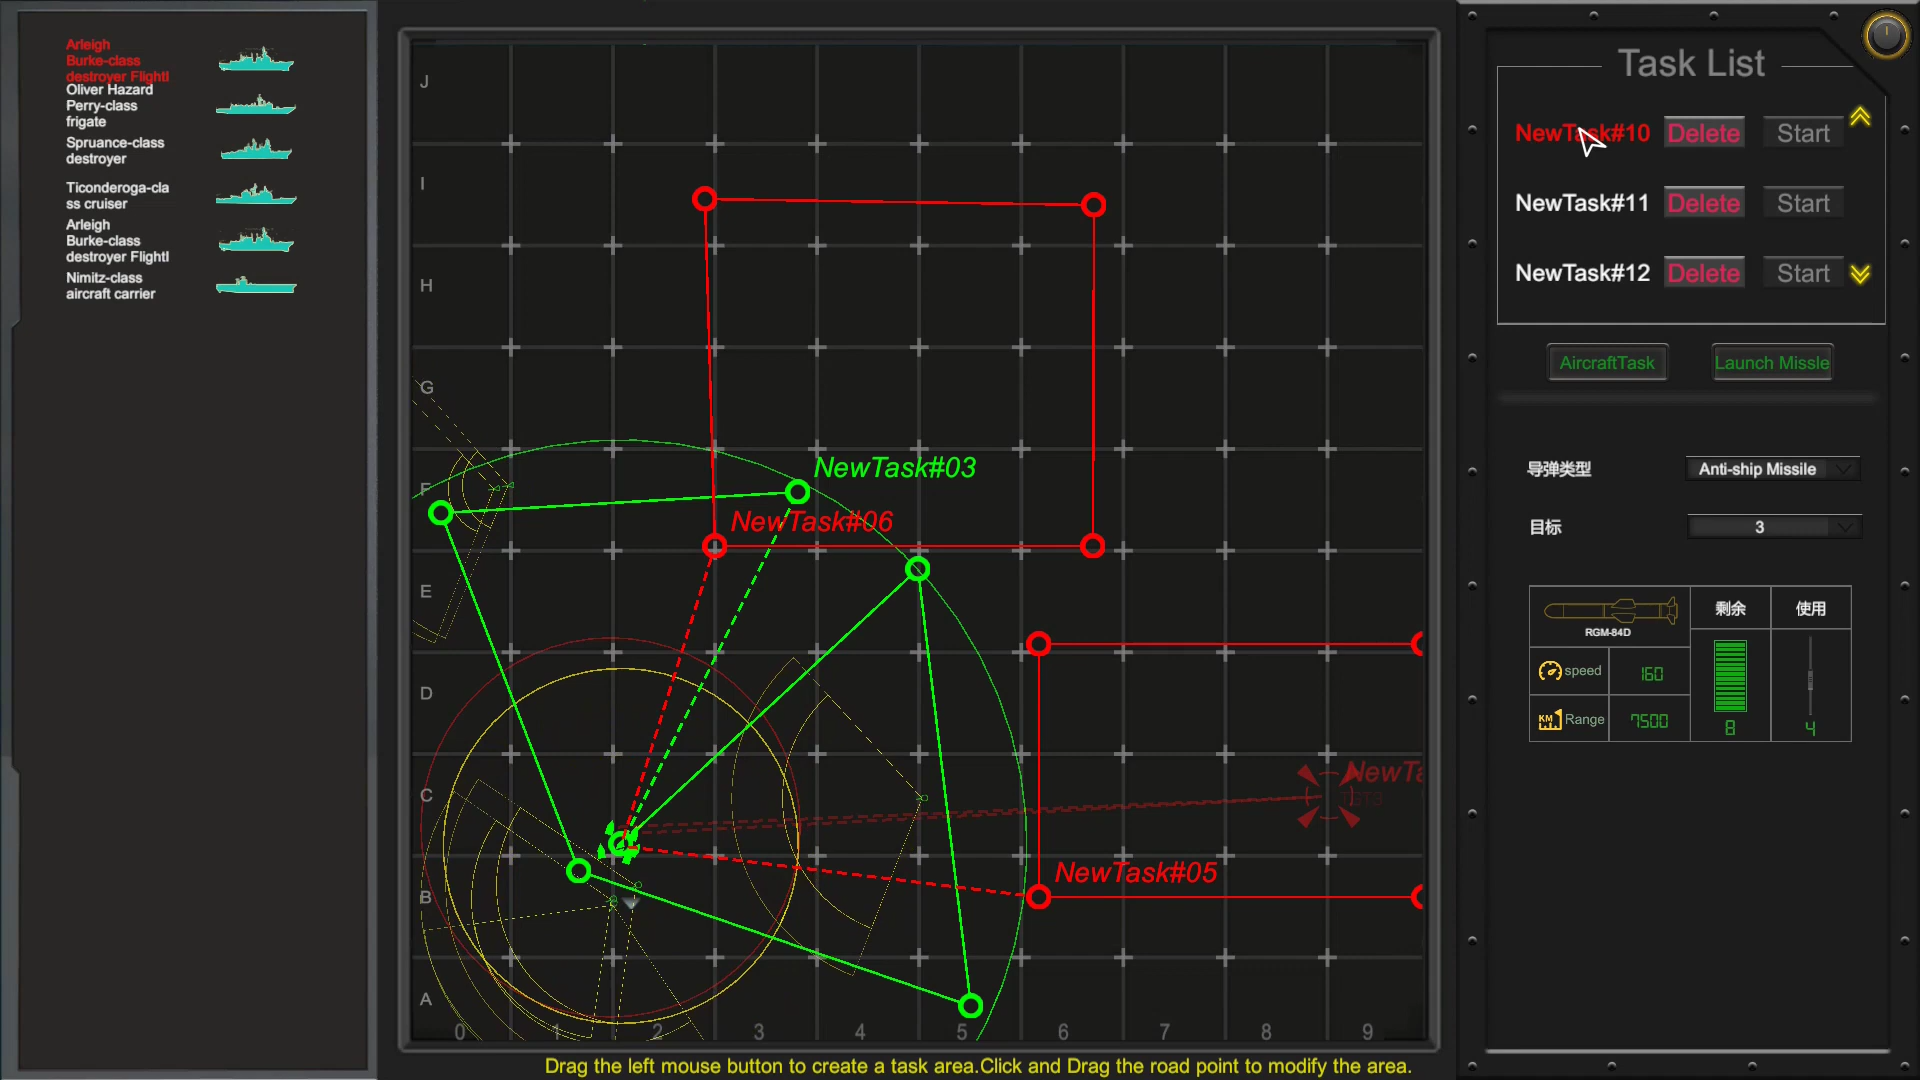 Arleigh
Burke-class
destroyer FlightI
Oliver Hazard
Perry-class
frigate
Spruance-class
destroyer
Ticonderoga-cla
ss cruiser
Arleigh
Burke-class
destroyer FlightI
Nimitz-class
aircraft carrier
J
I
H
G
F
E
D
C
B
A
0 1 2 3 4 5 6 7 8 9
NewTask#03
NewTask#06
NewTa
NewTask#05
Drag the left mouse button to create a task area.Click and Drag the road point to modify the area.
Task List
NewTask#10 Delete Start
NewTask#11 Delete Start
NewTask#12 Delete Start
AircraftTask Launch Missle
导弹类型 Anti-ship Missile
目标 3
RGM-84D 剩余 使用
speed 160
KM Range 7500
8 4